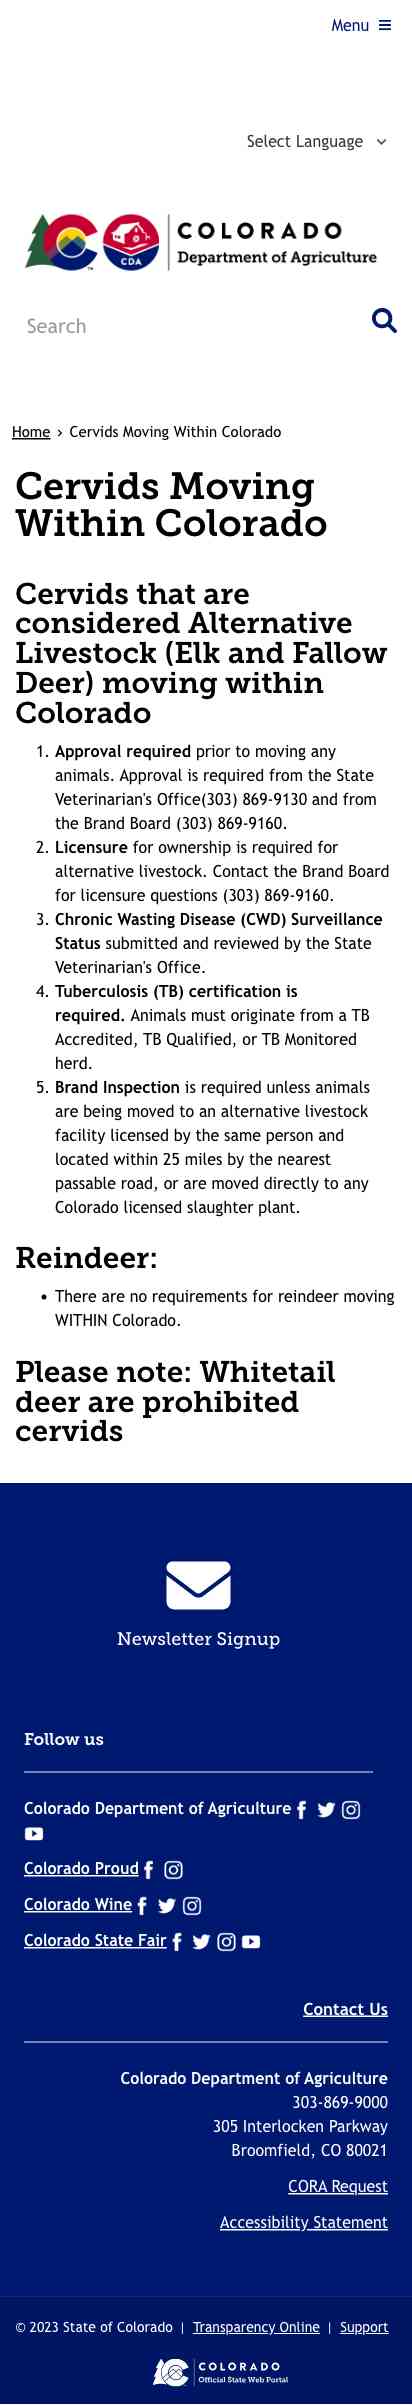 Menu
Select Language
CDA
COLORADO
Department of Agriculture
TM
Search
Home › Cervids Moving Within Colorado
Cervids Moving
Within Colorado
Cervids that are
considered Alternative
Livestock (Elk and Fallow
Deer) moving within
Colorado
1. Approval required prior to moving any
animals. Approval is required from the State
Veterinarian's Office(303) 869-9130 and from
the Brand Board (303) 869-9160.
2. Licensure for ownership is required for
alternative livestock. Contact the Brand Board
for licensure questions (303) 869-9160.
3. Chronic Wasting Disease (CWD) Surveillance
Status submitted and reviewed by the State
Veterinarian's Office.
4. Tuberculosis (TB) certification is
required. Animals must originate from a TB
Accredited, TB Qualified, or TB Monitored
herd.
5. Brand Inspection is required unless animals
are being moved to an alternative livestock
facility licensed by the same person and
located within 25 miles by the nearest
passable road, or are moved directly to any
Colorado licensed slaughter plant.
Reindeer:
• There are no requirements for reindeer moving
WITHIN Colorado.
Please note: Whitetail
deer are prohibited
cervids
Newsletter Signup
Follow us
Colorado Department of Agriculture
Colorado Proud
Colorado Wine
Colorado State Fair
Contact Us
Colorado Department of Agriculture
303-869-9000
305 Interlocken Parkway
Broomfield, CO 80021
CORA Request
Accessibility Statement
© 2023 State of Colorado | Transparency Online | Support
COLORADO
Official State Web Portal